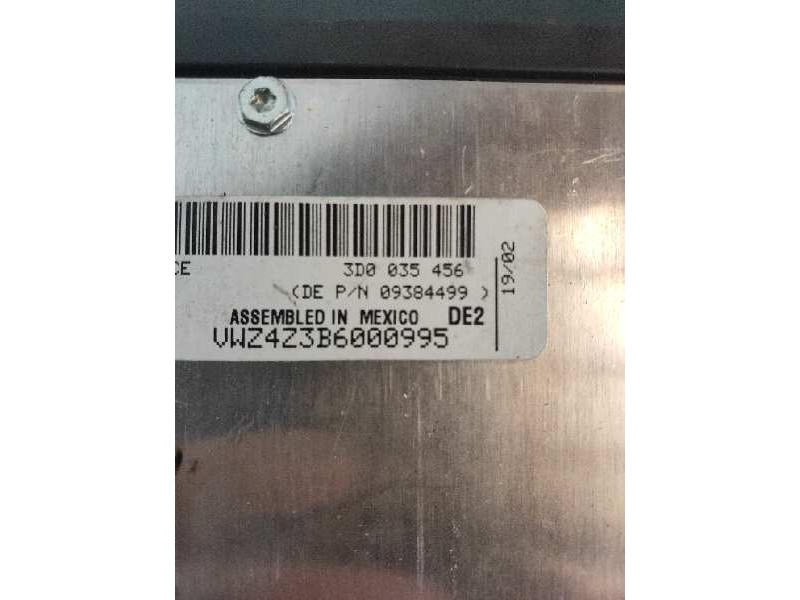 CE 3D0 035 456
(DE P/N 09384499 )
ASSEMBLED IN MEXICO DE2
VWZ4Z3B6000995
19/02